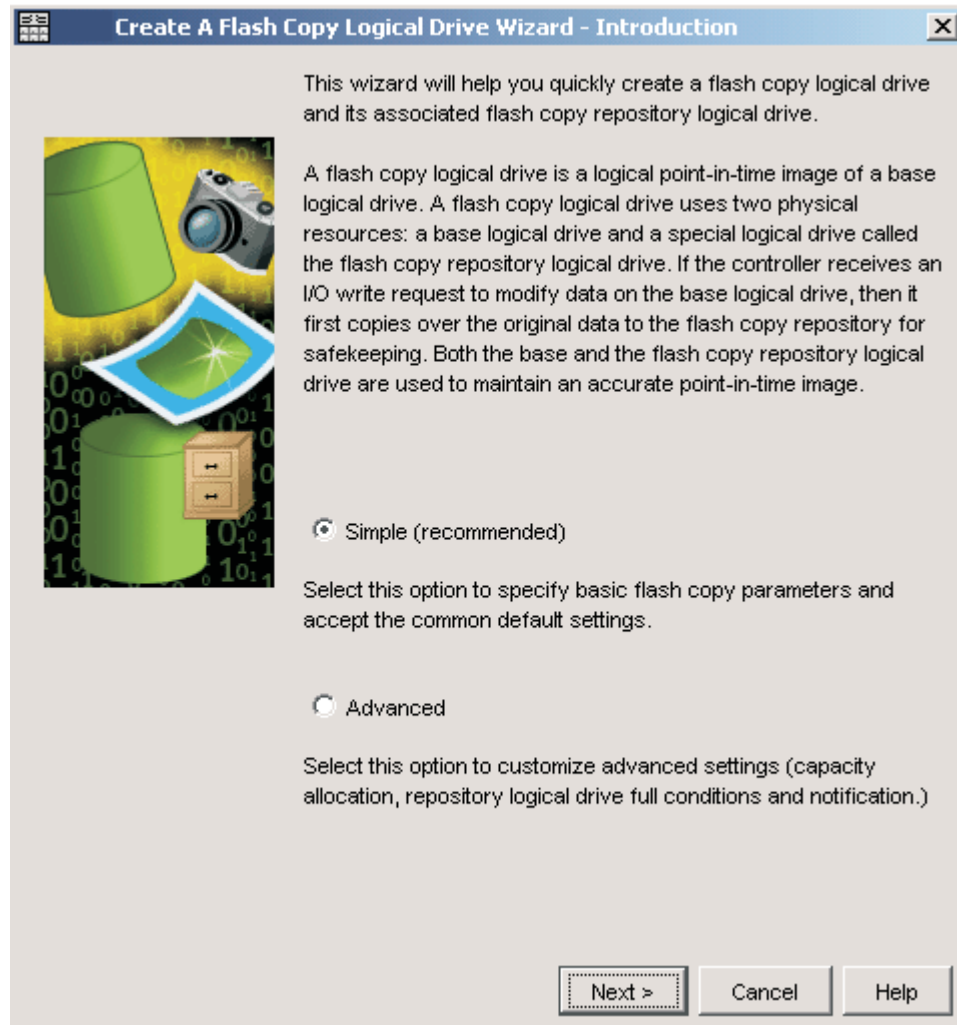 Create A Flash Copy Logical Drive Wizard - Introduction
This wizard will help you quickly create a flash copy logical drive
and its associated flash copy repository logical drive.
A flash copy logical drive is a logical point-in-time image of a base
logical drive. A flash copy logical drive uses two physical
resources: a base logical drive and a special logical drive called
the flash copy repository logical drive. If the controller receives an
I/O write request to modify data on the base logical drive, then it
first copies over the original data to the flash copy repository for
safekeeping. Both the base and the flash copy repository logical
drive are used to maintain an accurate point-in-time image.
Simple (recommended)
Select this option to specify basic flash copy parameters and
accept the common default settings.
Advanced
Select this option to customize advanced settings (capacity
allocation, repository logical drive full conditions and notification.)
Next >
Cancel
Help